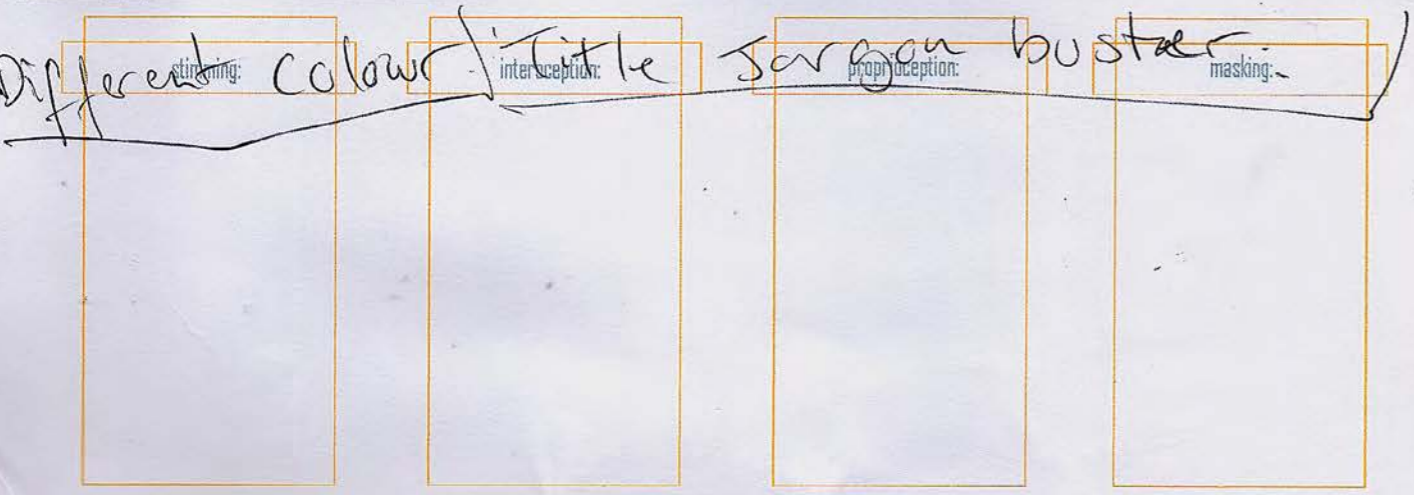 Different colour / Title Jargon buster.
stimming: interoception: proprioception: masking: